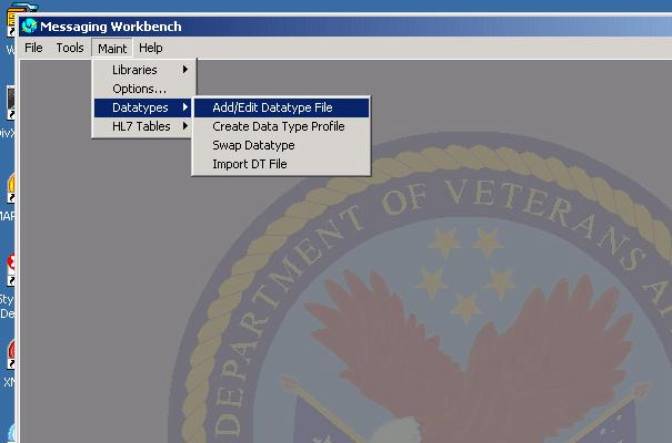 Messaging Workbench
File Tools Maint Help
Libraries
Options...
Datatypes
HL7 Tables
Add/Edit Datatype File
Create Data Type Profile
Swap Datatype
Import DT File
DEPARTMENT OF VETERANS